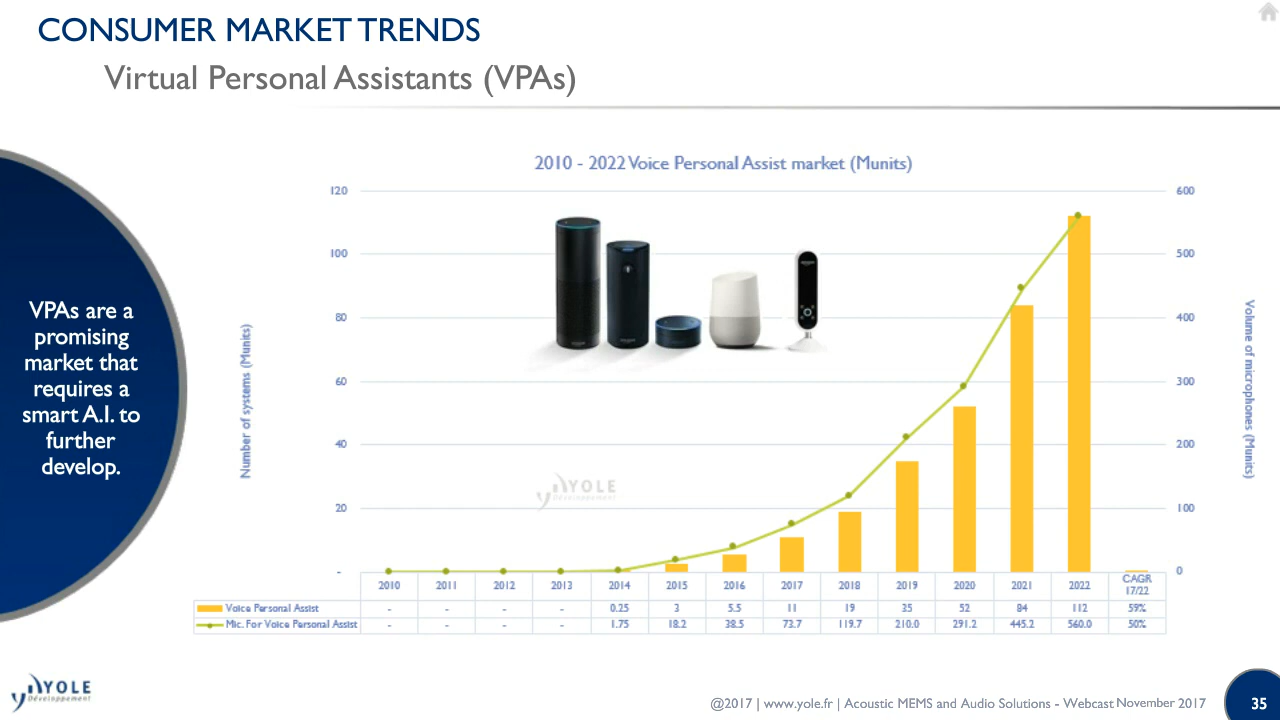 CONSUMER MARKET TRENDS
Virtual Personal Assistants (VPAs)
VPAs are a
promising
market that
requires a
smart A.I. to
further
develop.
2010 - 2022 Voice Personal Assist market (Munits)
120
100
80
60
40
20
-
Number of systems (Munits)
600
500
400
300
200
100
0
Volume of microphones (Munits)
YOLE
Développement
2010 2011 2012 2013 2014 2015 2016 2017 2018 2019 2020 2021 2022 CAGR 17/22
Voice Personal Assist - - - - 0.25 3 5.5 11 19 35 52 84 112 59%
Mic. For Voice Personal Assist - - - - 1.75 18.2 38.5 73.7 119.7 210.0 291.2 445.2 560.0 50%
YOLE
Développement
@2017 | www.yole.fr | Acoustic MEMS and Audio Solutions - Webcast November 2017
35